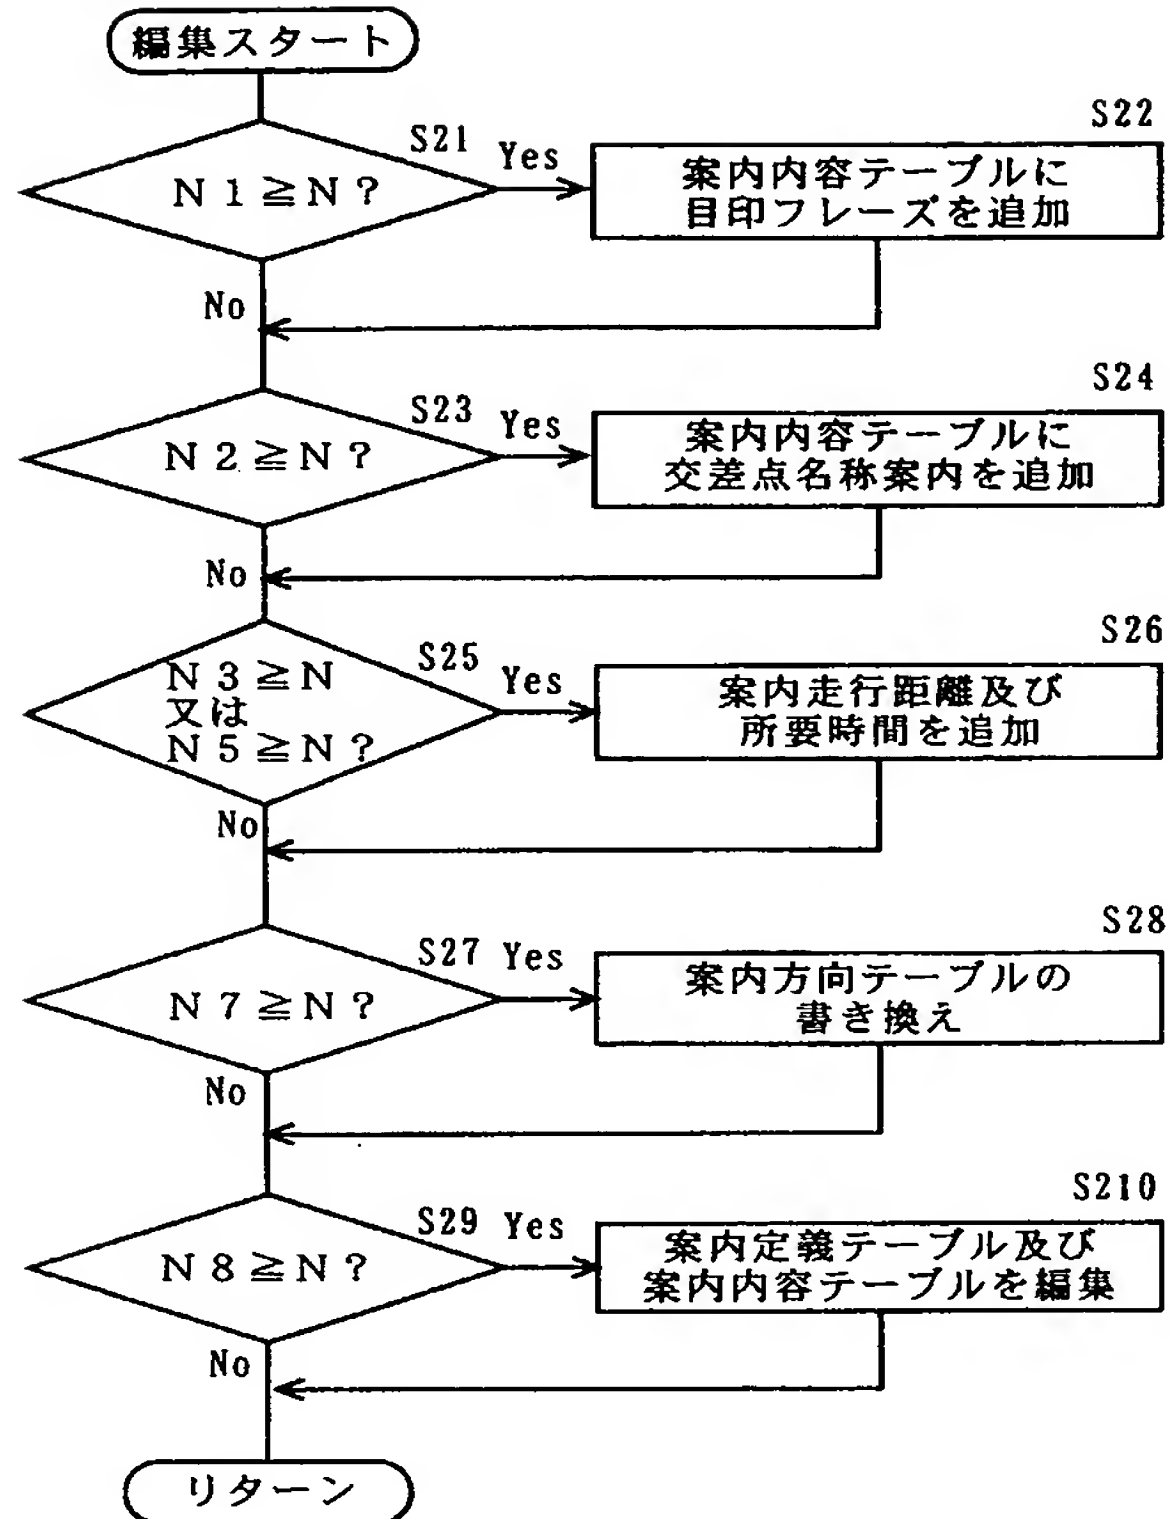 編集スタート
S21
N1≧N?
Yes
S22
案内内容テーブルに
目印フレーズを追加
No
S23
N2≧N?
Yes
S24
案内内容テーブルに
交差点名称案内を追加
No
S25
N3≧N
又は
N5≧N?
Yes
S26
案内走行距離及び
所要時間を追加
No
S27
N7≧N?
Yes
S28
案内方向テーブルの
書き換え
No
S29
N8≧N?
Yes
S210
案内定義テーブル及び
案内内容テーブルを編集
No
リターン